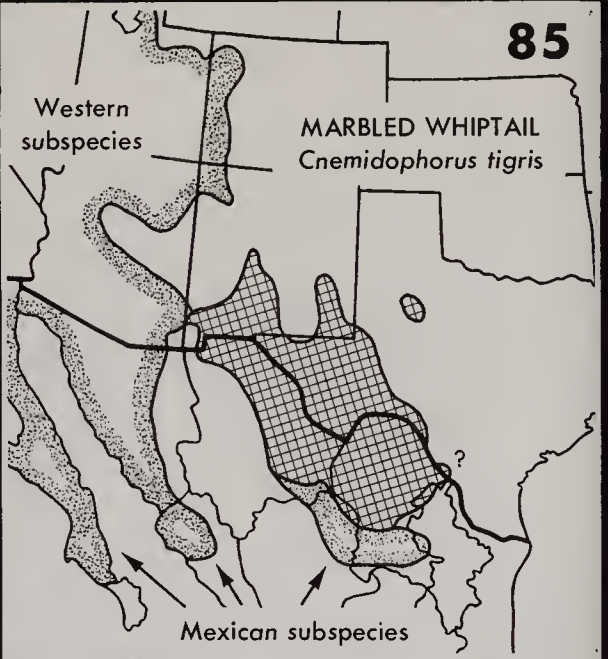 85
Western
subspecies
MARBLED WHIPTAIL
Cnemidophorus tigris
?
Mexican subspecies